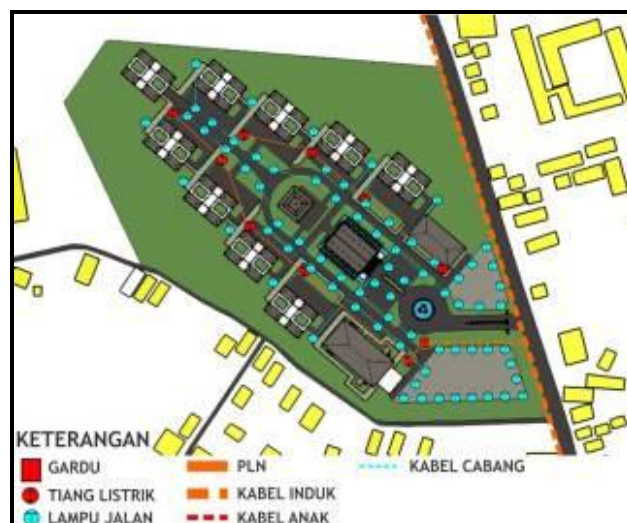 KETERANGAN
GARDU PLN KABEL CABANG
TIANG LISTRIK KABEL INDUK
LAMPU JALAN KABEL ANAK